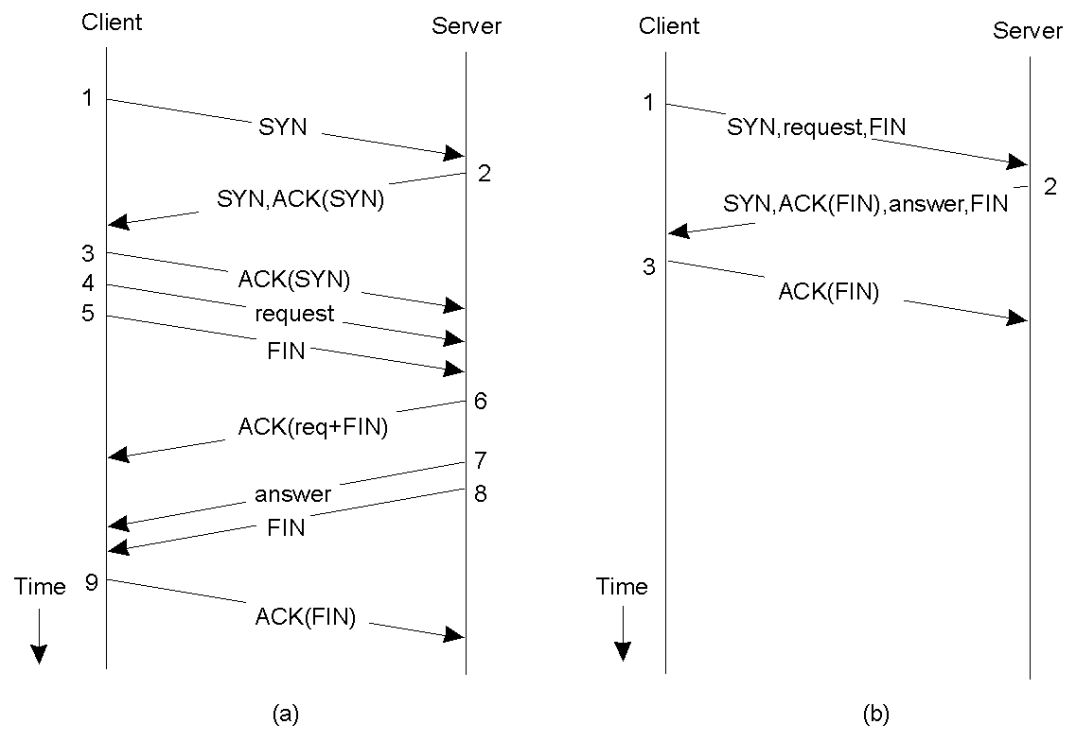 Client
Server
1
SYN
2
SYN,ACK(SYN)
3
ACK(SYN)
4
request
5
FIN
6
ACK(req+FIN)
7
answer
8
FIN
9
Time
ACK(FIN)
(a)
Client
Server
1
SYN,request,FIN
2
SYN,ACK(FIN),answer,FIN
3
ACK(FIN)
Time
(b)